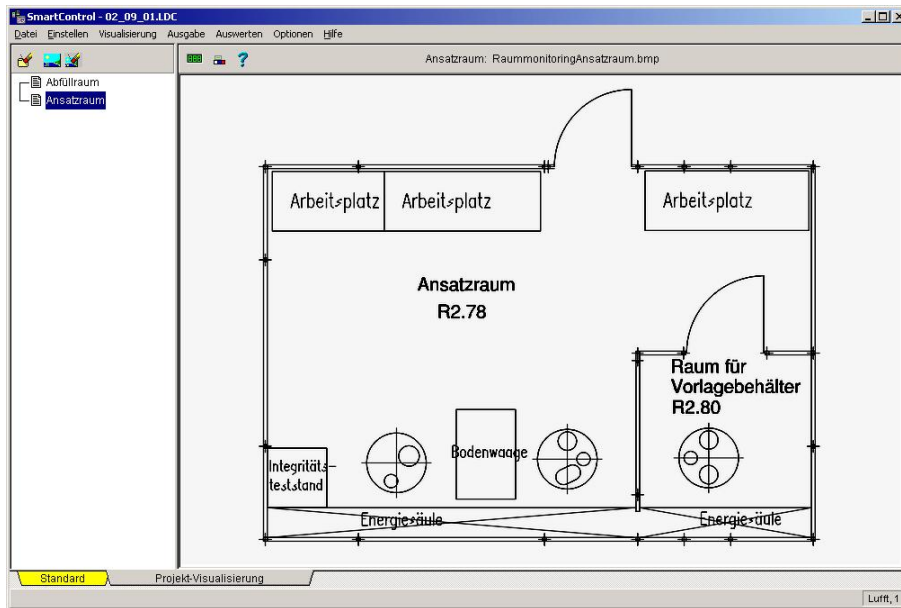 SmartControl - 02_09_01.LDC
Datei Einstellen Visualisierung Ausgabe Auswerten Optionen Hilfe
Ansatzraum: RaummonitoringAnsatzraum.bmp
Abfüllraum
Ansatzraum
Arbeitsplatz Arbeitsplatz Arbeitsplatz
Ansatzraum
R2.78
Raum für
Vorlagebehälter
R2.80
Bodenwaage
Integritäts-
teststand
Energiesäule Energiesäule
Standard Projekt-Visualisierung
Lufft, 1